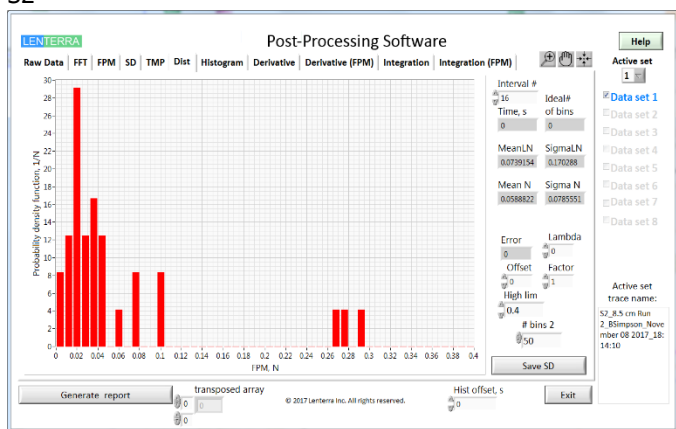 S2
LENTERRA
Post-Processing Software
Help
Raw Data FFT FPM SD TMP Dist Histogram Derivative Derivative (FPM) Integration Integration (FPM)
Active set
1
Data set 1
Data set 2
Data set 3
Data set 4
Data set 5
Data set 6
Data set 7
Data set 8
Probability density function, 1/N
30
28
26
24
22
20
18
16
14
12
10
8
6
4
2
0
0 0.02 0.04 0.06 0.08 0.1 0.12 0.14 0.16 0.18 0.2 0.22 0.24 0.26 0.28 0.3 0.32 0.34 0.36 0.38 0.4
FPM, N
Interval #
16
Time, s
0
Ideal#
of bins
0
MeanLN SigmaLN
0.0739154 0.170288
Mean N Sigma N
0.0588822 0.0785551
Error Lambda
0 0
Offset Factor
0 1
High lim
0.4
# bins 2
50
Save SD
Active set
trace name:
S2_8.5 cm Run
2_BSimpson_Nove
mber 08 2017_18:
14:10
Generate report
transposed array
0 0
0
© 2017 Lenterra Inc. All rights reserved.
Hist offset, s
0
Exit